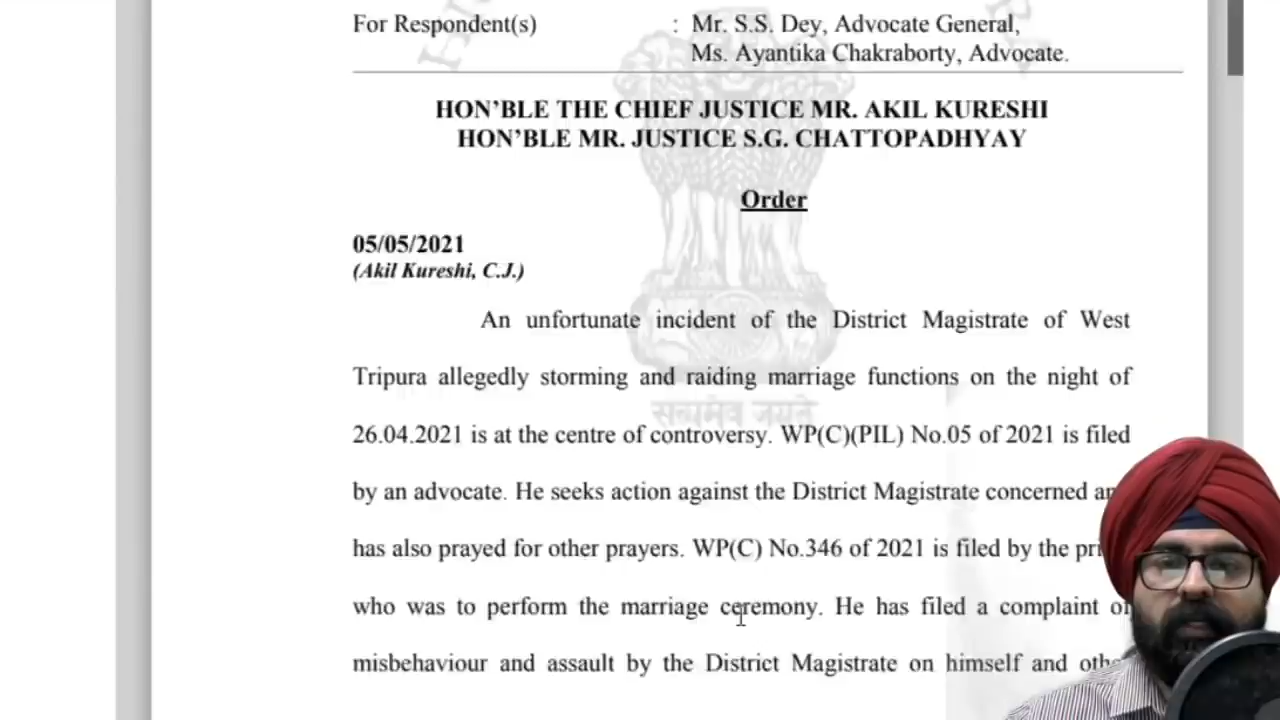 For Respondent(s) : Mr. S.S. Dey, Advocate General,
Ms. Ayantika Chakraborty, Advocate.
HON'BLE THE CHIEF JUSTICE MR. AKIL KURESHI
HON'BLE MR. JUSTICE S.G. CHATTOPADHYAY
Order
05/05/2021
(Akil Kureshi, C.J.)
An unfortunate incident of the District Magistrate of West
Tripura allegedly storming and raiding marriage functions on the night of
सत्यमेव जयते
26.04.2021 is at the centre of controversy. WP(C)(PIL) No.05 of 2021 is filed
by an advocate. He seeks action against the District Magistrate concerned
has also prayed for other prayers. WP(C) No.346 of 2021 is filed by the
who was to perform the marriage ceremony. He has filed a complaint of
misbehaviour and assault by the District Magistrate on himself and